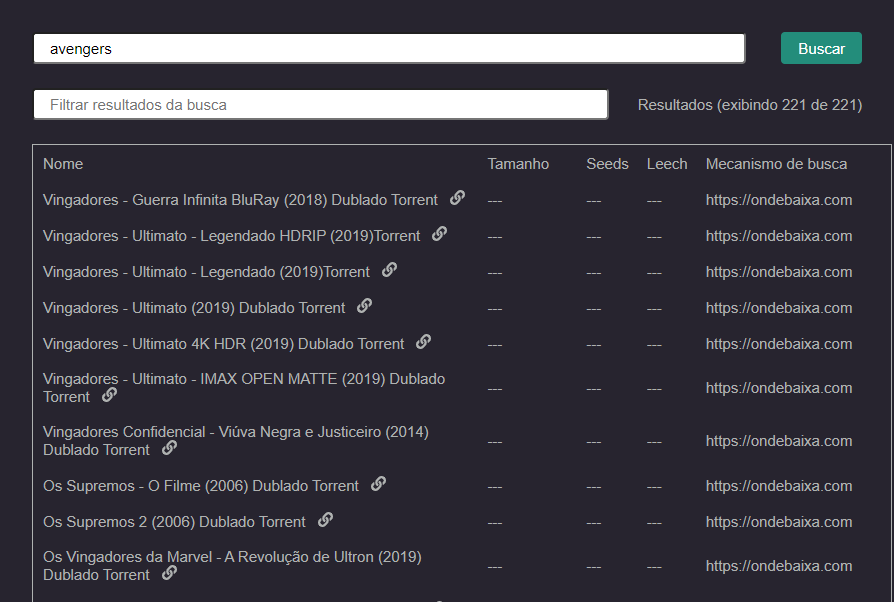 avengers Buscar
Filtrar resultados da busca Resultados (exibindo 221 de 221)
Nome Tamanho Seeds Leech Mecanismo de busca
Vingadores - Guerra Infinita BluRay (2018) Dublado Torrent --- --- --- https://ondebaixa.com
Vingadores - Ultimato - Legendado HDRIP (2019)Torrent --- --- --- https://ondebaixa.com
Vingadores - Ultimato - Legendado (2019)Torrent --- --- --- https://ondebaixa.com
Vingadores - Ultimato (2019) Dublado Torrent --- --- --- https://ondebaixa.com
Vingadores - Ultimato 4K HDR (2019) Dublado Torrent --- --- --- https://ondebaixa.com
Vingadores - Ultimato - IMAX OPEN MATTE (2019) Dublado
Torrent --- --- --- https://ondebaixa.com
Vingadores Confidencial - Viúva Negra e Justiceiro (2014)
Dublado Torrent --- --- --- https://ondebaixa.com
Os Supremos - O Filme (2006) Dublado Torrent --- --- --- https://ondebaixa.com
Os Supremos 2 (2006) Dublado Torrent --- --- --- https://ondebaixa.com
Os Vingadores da Marvel - A Revolução de Ultron (2019)
Dublado Torrent --- --- --- https://ondebaixa.com